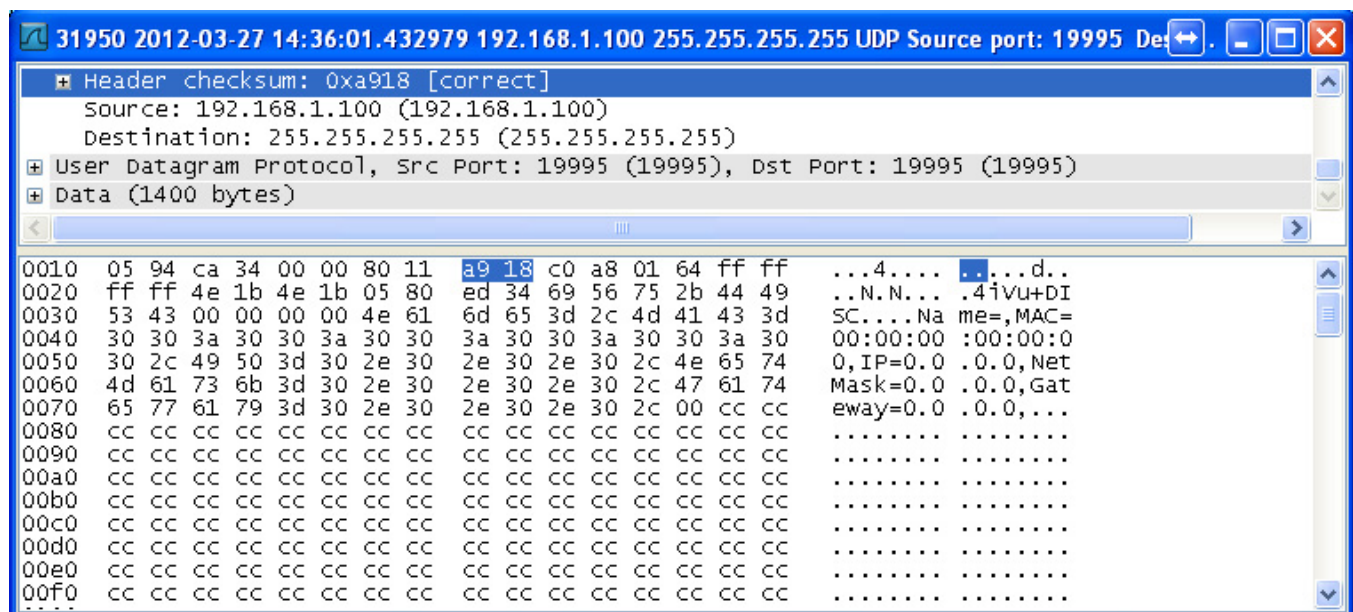 31950 2012-03-27 14:36:01.432979 192.168.1.100 255.255.255.255 UDP Source port: 19995 Des .
Header checksum: 0xa918 [correct]
Source: 192.168.1.100 (192.168.1.100)
Destination: 255.255.255.255 (255.255.255.255)
User Datagram Protocol, Src Port: 19995 (19995), Dst Port: 19995 (19995)
Data (1400 bytes)
0010 05 94 ca 34 00 00 80 11 a9 18 c0 a8 01 64 ff ff ...4.... .....d..
0020 ff ff 4e 1b 4e 1b 05 80 ed 34 69 56 75 2b 44 49 ..N.N... .4iVu+DI
0030 53 43 00 00 00 00 4e 61 6d 65 3d 2c 4d 41 43 3d SC....Na me=,MAC=
0040 30 30 3a 30 30 3a 30 30 3a 30 30 3a 30 30 3a 30 00:00:00 :00:00:0
0050 30 2c 49 50 3d 30 2e 30 2e 30 2e 30 2c 4e 65 74 0,IP=0.0 .0.0,Net
0060 4d 61 73 6b 3d 30 2e 30 2e 30 2e 30 2c 47 61 74 Mask=0.0 .0.0,Gat
0070 65 77 61 79 3d 30 2e 30 2e 30 2e 30 2c 00 cc cc eway=0.0 .0.0,...
0080 cc cc cc cc cc cc cc cc cc cc cc cc cc cc cc cc ........ ........
0090 cc cc cc cc cc cc cc cc cc cc cc cc cc cc cc cc ........ ........
00a0 cc cc cc cc cc cc cc cc cc cc cc cc cc cc cc cc ........ ........
00b0 cc cc cc cc cc cc cc cc cc cc cc cc cc cc cc cc ........ ........
00c0 cc cc cc cc cc cc cc cc cc cc cc cc cc cc cc cc ........ ........
00d0 cc cc cc cc cc cc cc cc cc cc cc cc cc cc cc cc ........ ........
00e0 cc cc cc cc cc cc cc cc cc cc cc cc cc cc cc cc ........ ........
00f0 cc cc cc cc cc cc cc cc cc cc cc cc cc cc cc cc ........ ........